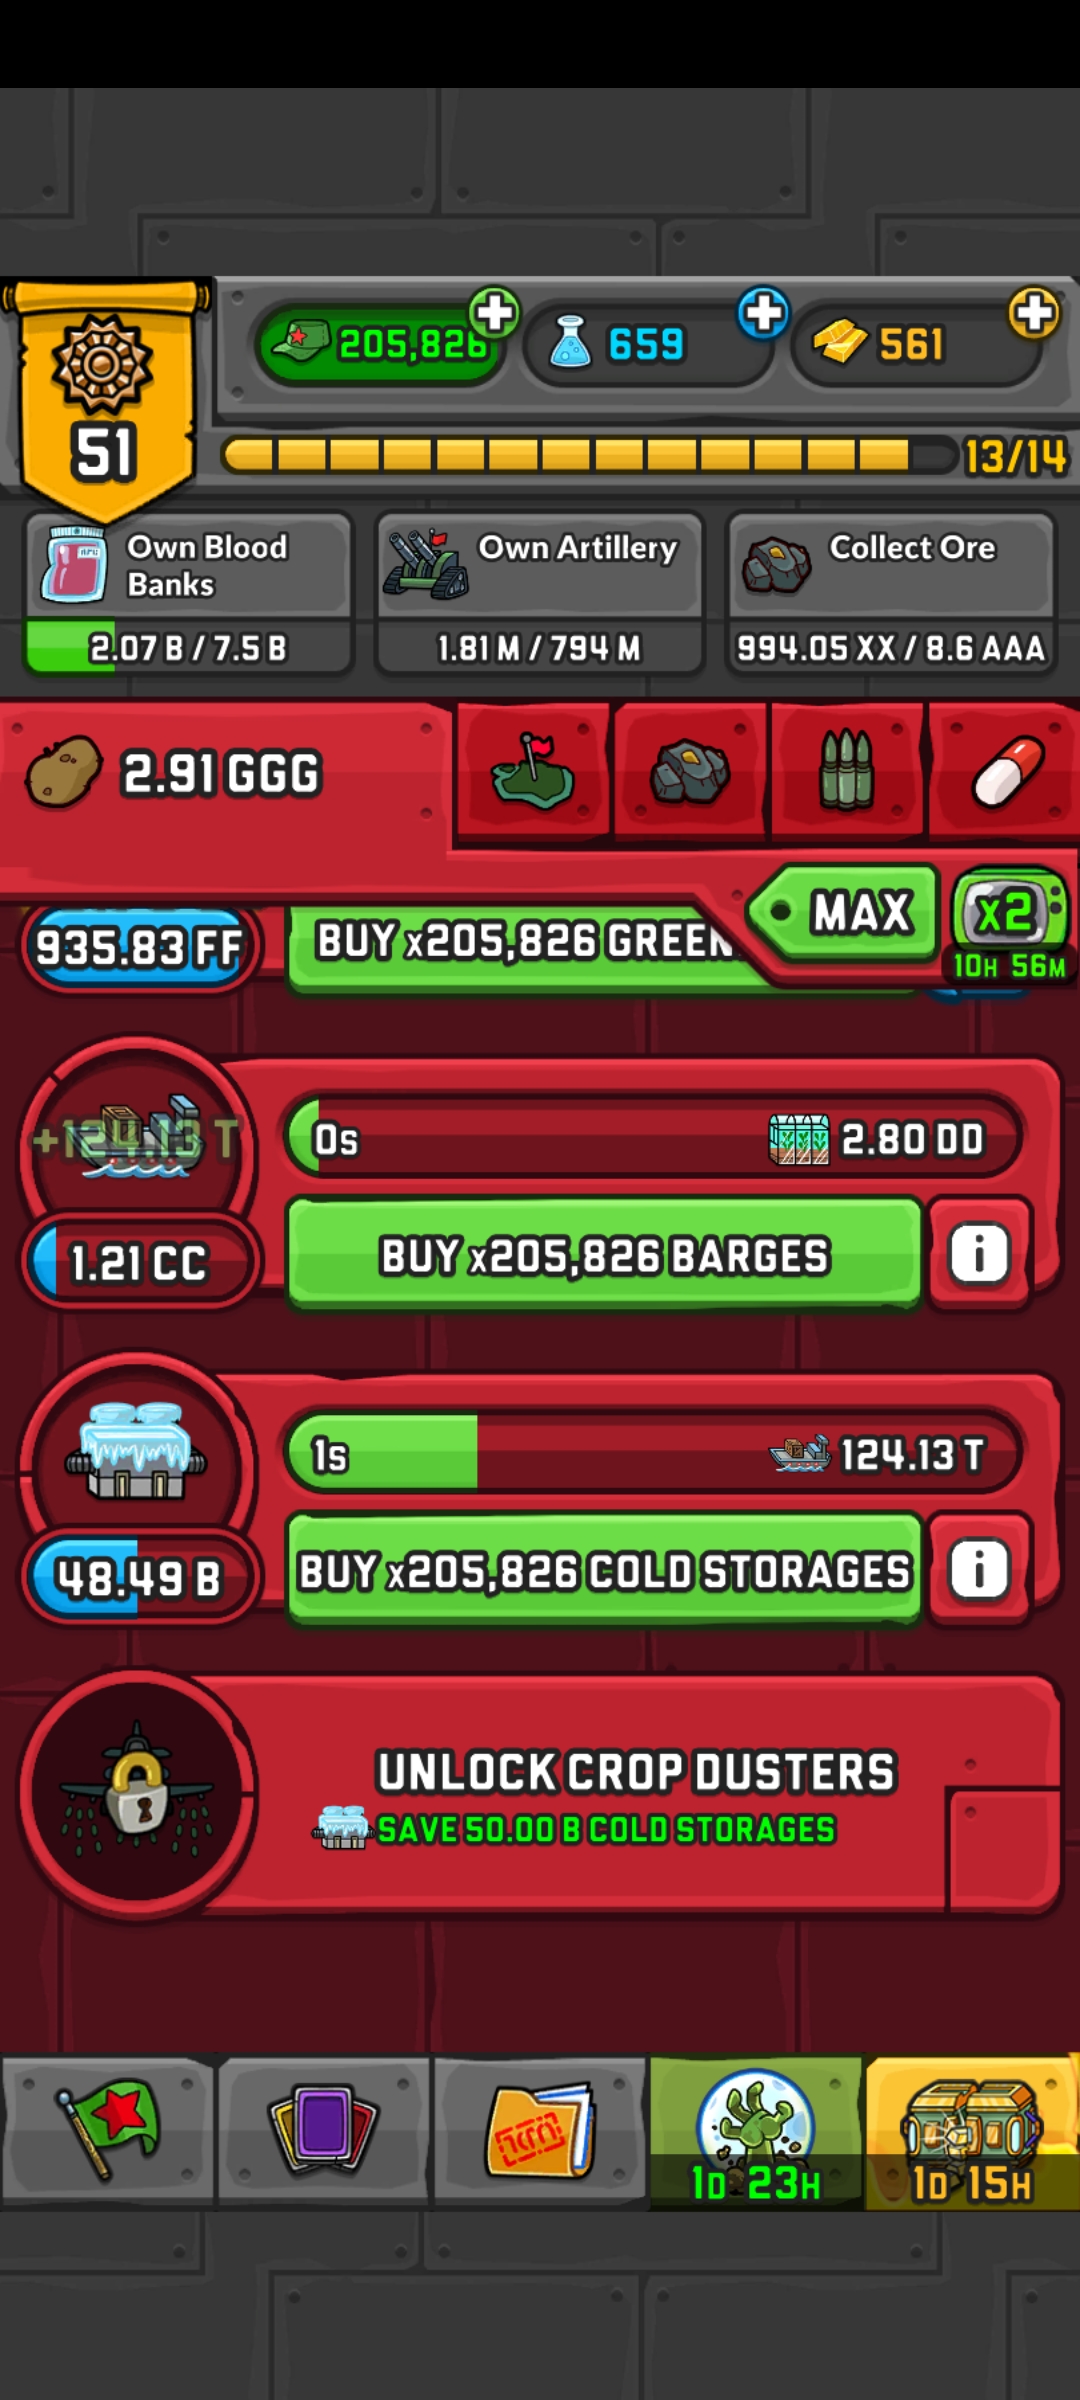 205,826
659
561
51
13/14
Own Blood
Banks
Own Artillery
Collect Ore
2.07 B / 7.5 B
1.81 M / 794 M
994.05 XX / 8.6 AAA
2.91 GGG
MAX
x2
10H 56M
935.83 FF
BUY x205,826 GREEN
+124.13 T
0s
2.80 DD
1.21 CC
BUY x205,826 BARGES
i
1s
124.13 T
48.49 B
BUY x205,826 COLD STORAGES
i
UNLOCK CROP DUSTERS
SAVE 50.00 B COLD STORAGES
1D 23H
1D 15H